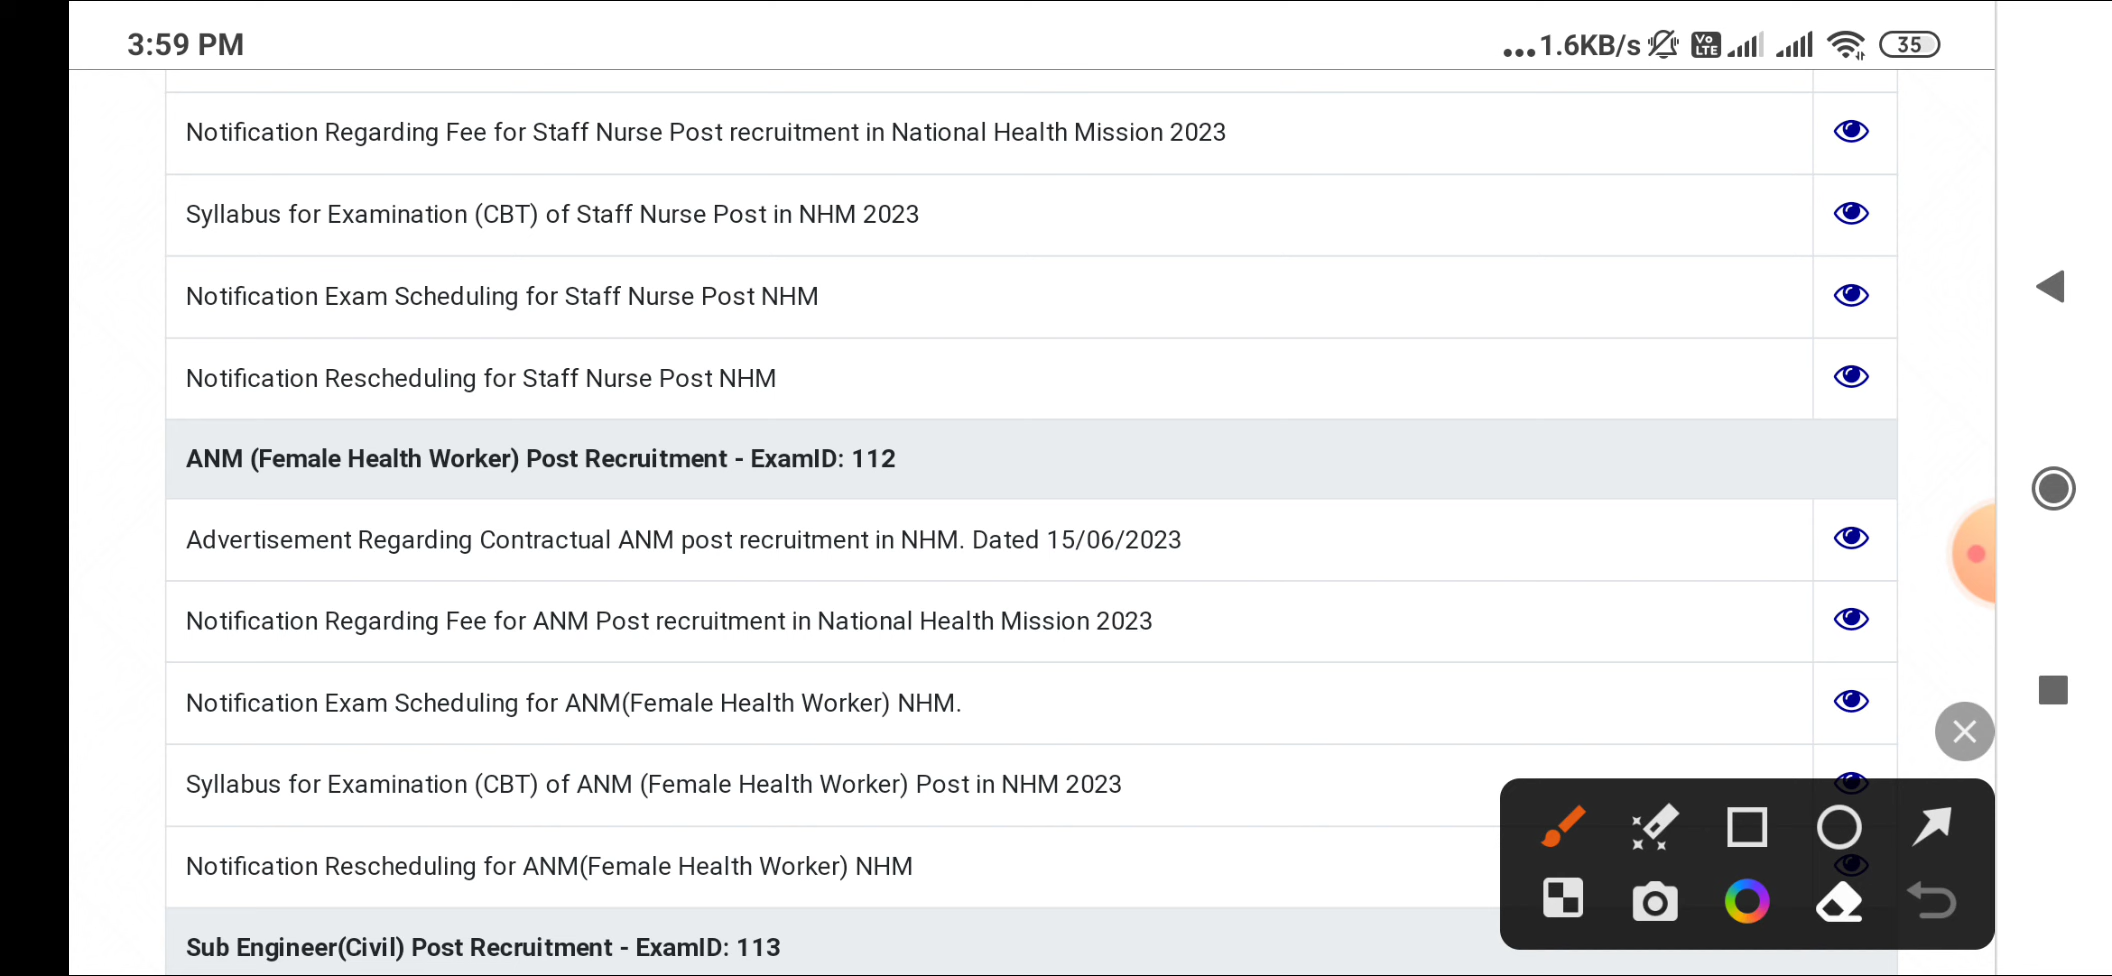 3:59 PM
...1.6KB/s Vo LTE 35
Notification Regarding Fee for Staff Nurse Post recruitment in National Health Mission 2023
Syllabus for Examination (CBT) of Staff Nurse Post in NHM 2023
Notification Exam Scheduling for Staff Nurse Post NHM
Notification Rescheduling for Staff Nurse Post NHM
ANM (Female Health Worker) Post Recruitment - ExamID: 112
Advertisement Regarding Contractual ANM post recruitment in NHM. Dated 15/06/2023
Notification Regarding Fee for ANM Post recruitment in National Health Mission 2023
Notification Exam Scheduling for ANM(Female Health Worker) NHM.
Syllabus for Examination (CBT) of ANM (Female Health Worker) Post in NHM 2023
Notification Rescheduling for ANM(Female Health Worker) NHM
Sub Engineer(Civil) Post Recruitment - ExamID: 113